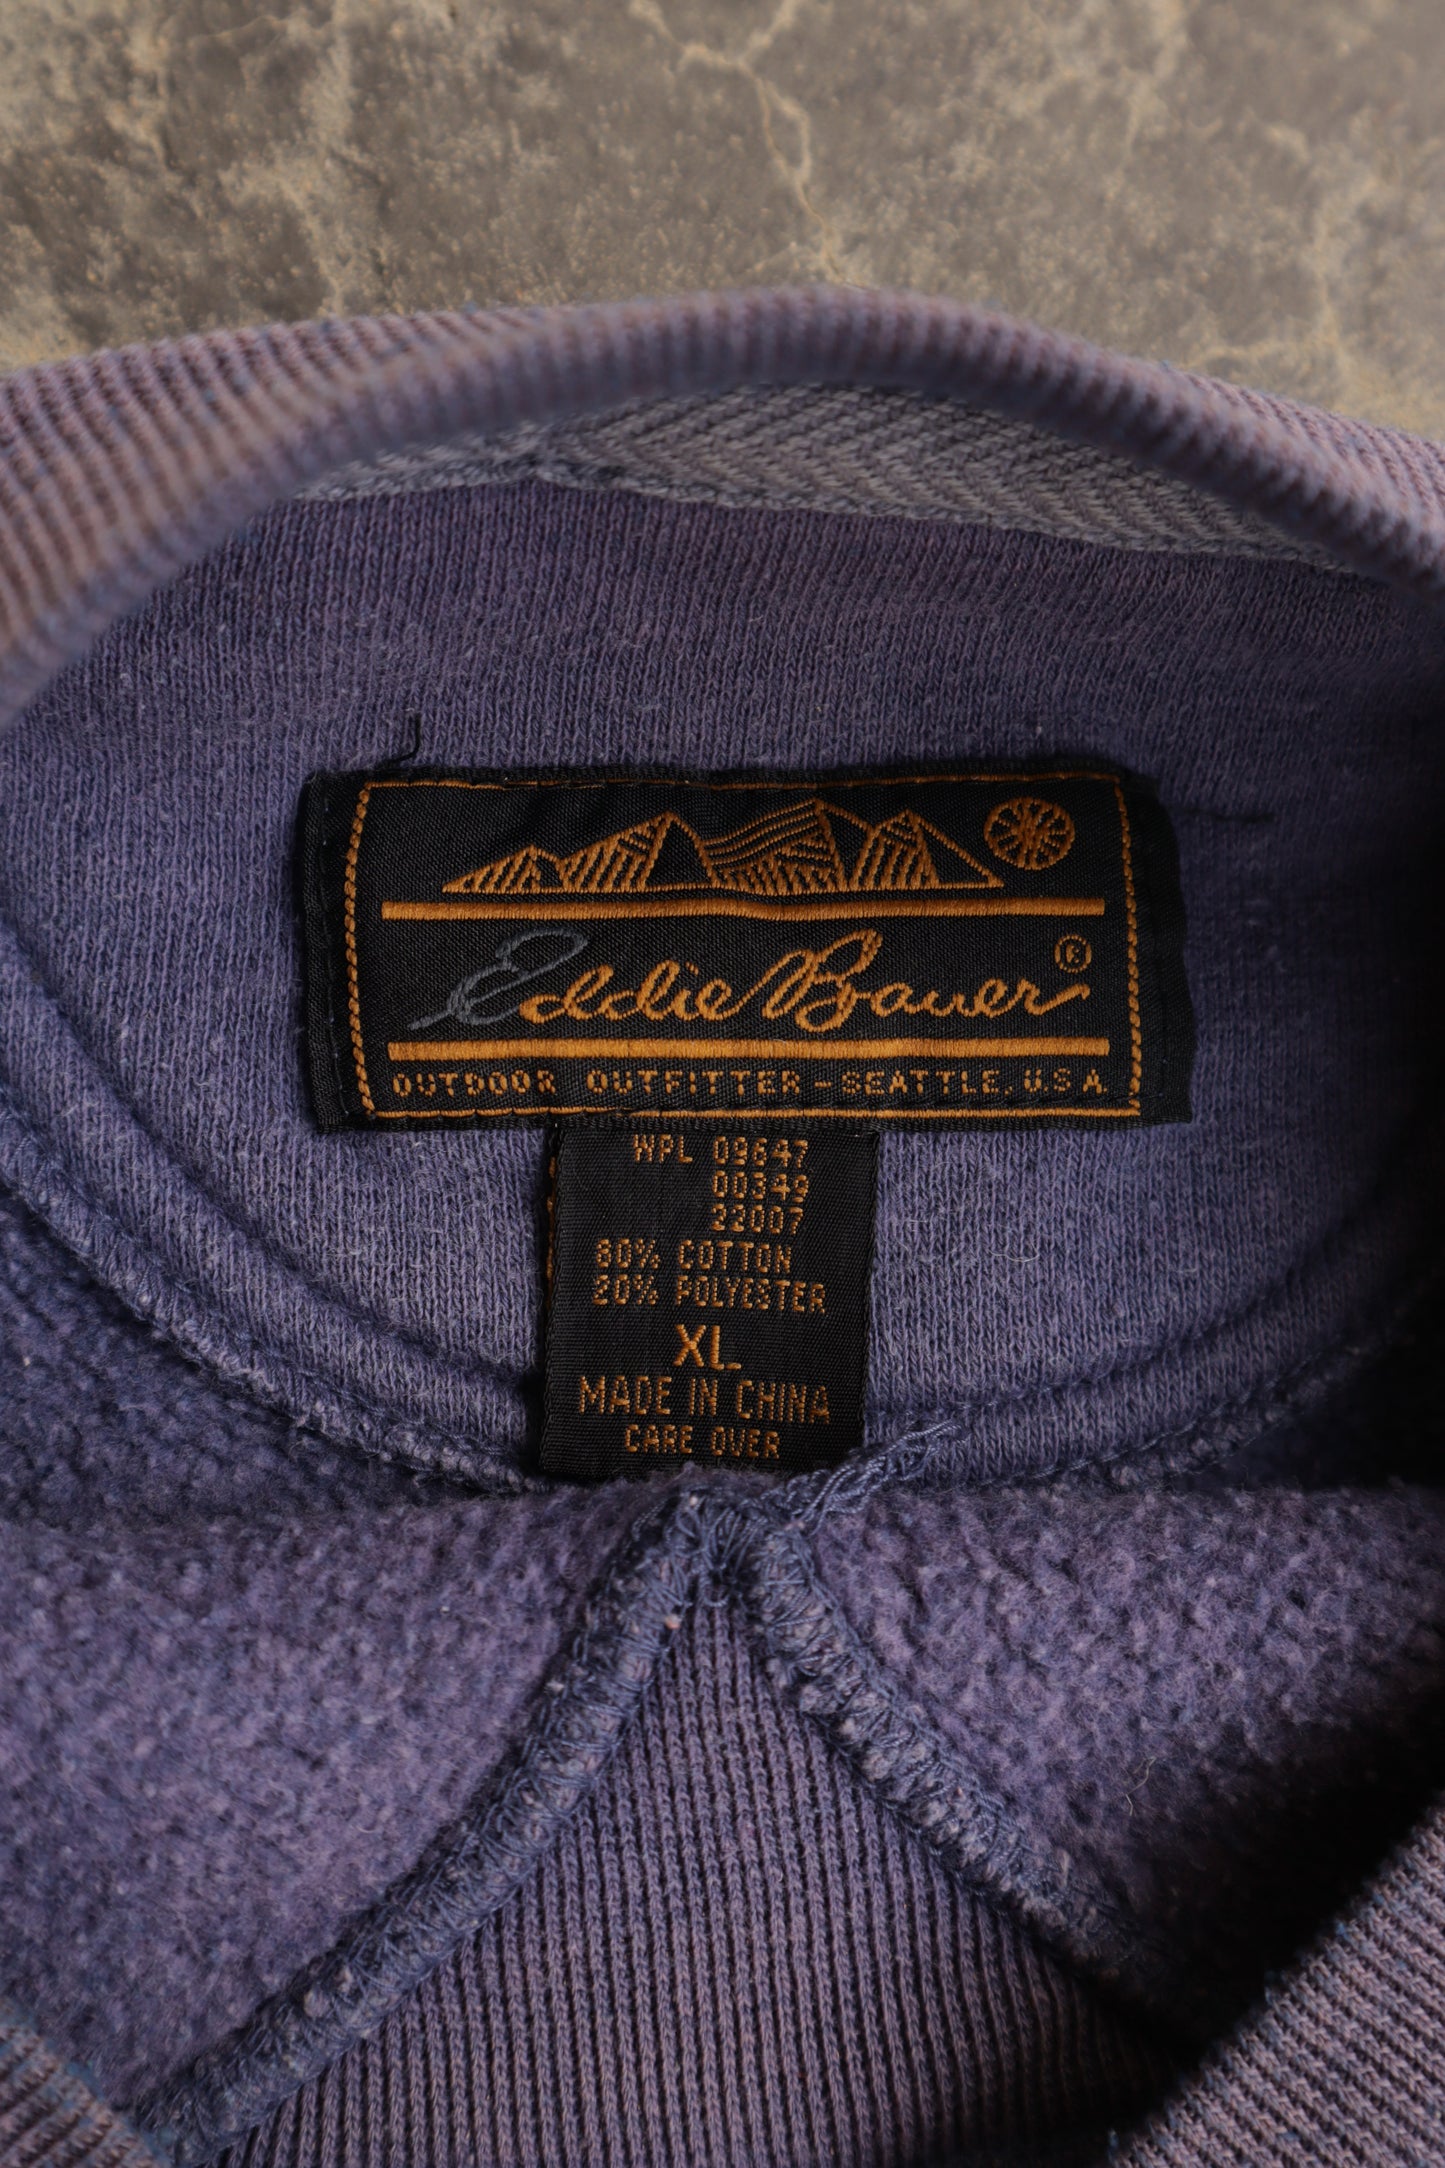 Eddie Bauer®
OUTDOOR OUTFITTER - SEATTLE, U.S.A.
WPL 09647
00349
22007
80% COTTON
20% POLYESTER
XL
MADE IN CHINA
CARE OVER